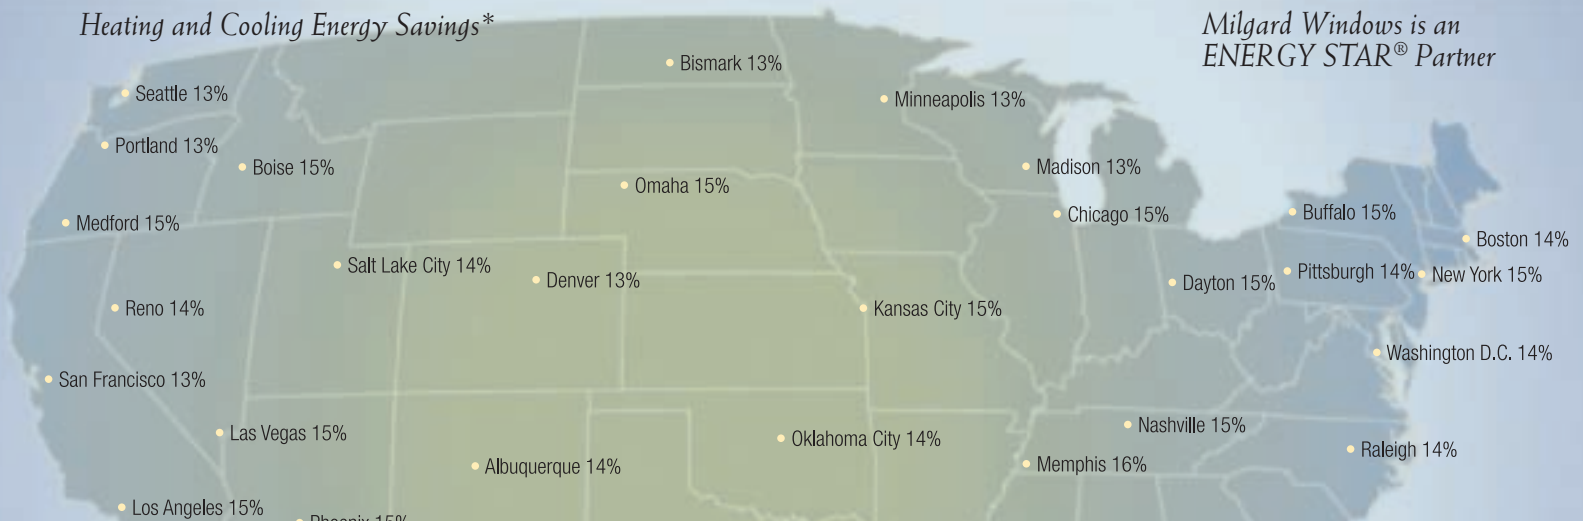 Heating and Cooling Energy Savings*
Milgard Windows is an
ENERGY STAR® Partner
Bismark 13%
Seattle 13%
Minneapolis 13%
Portland 13%
Boise 15%
Madison 13%
Omaha 15%
Chicago 15%
Buffalo 15%
Medford 15%
Boston 14%
Salt Lake City 14%
Denver 13%
Dayton 15%
Pittsburgh 14%
New York 15%
Reno 14%
Kansas City 15%
Washington D.C. 14%
San Francisco 13%
Las Vegas 15%
Nashville 15%
Oklahoma City 14%
Raleigh 14%
Albuquerque 14%
Memphis 16%
Los Angeles 15%
Phoenix 15%